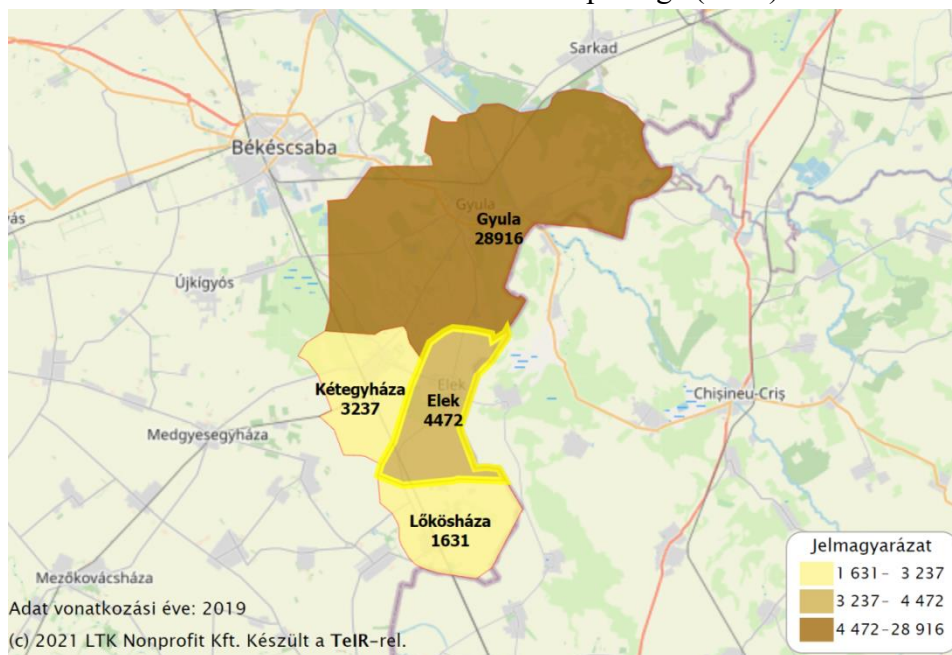 Sarkad
Békéscsaba
Gyula
Gyula
28916
Újkígyós
Kétegyháza
3237
Elek
Elek
4472
Chișineu-Criș
Medgyesegyháza
Lőkösháza
1631
Mezőkovácsháza
Jelmagyarázat
1 631- 3 237
3 237- 4 472
4 472-28 916
Adat vonatkozási éve: 2019
(c) 2021 LTK Nonprofit Kft. Készült a TeIR-rel.